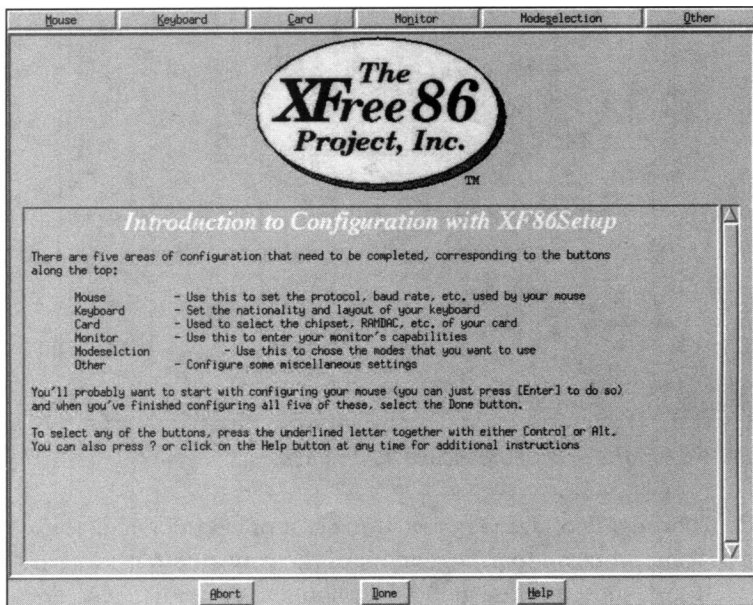 Mouse Keyboard Card Monitor Modeselection Other
The
XFree86
Project, Inc.
TM
Introduction to Configuration with XF86Setup
There are five areas of configuration that need to be completed, corresponding to the buttons
along the top:
Mouse - Use this to set the protocol, baud rate, etc. used by your mouse
Keyboard - Set the nationality and layout of your keyboard
Card - Used to select the chipset, RAMDAC, etc. of your card
Monitor - Use this to enter your monitor's capabilities
Modeselction - Use this to chose the modes that you want to use
Other - Configure some miscellaneous settings
You'll probably want to start with configuring your mouse (you can just press [Enter] to do so)
and when you've finished configuring all five of these, select the Done button.
To select any of the buttons, press the underlined letter together with either Control or Alt.
You can also press ? or click on the Help button at any time for additional instructions
Abort Done Help